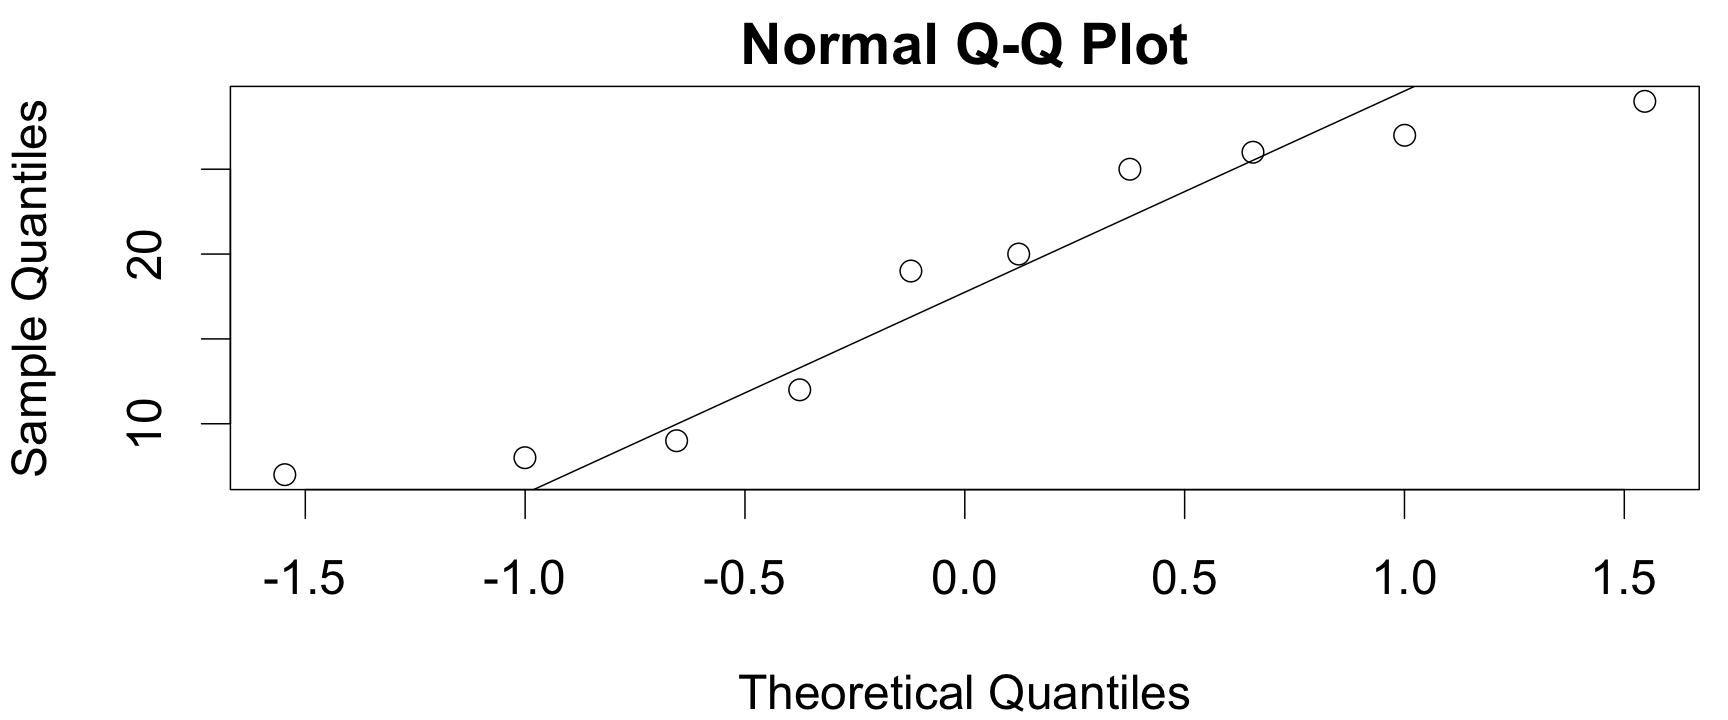 Normal Q-Q Plot
Sample Quantiles
20
10
-1.5 -1.0 -0.5 0.0 0.5 1.0 1.5
Theoretical Quantiles